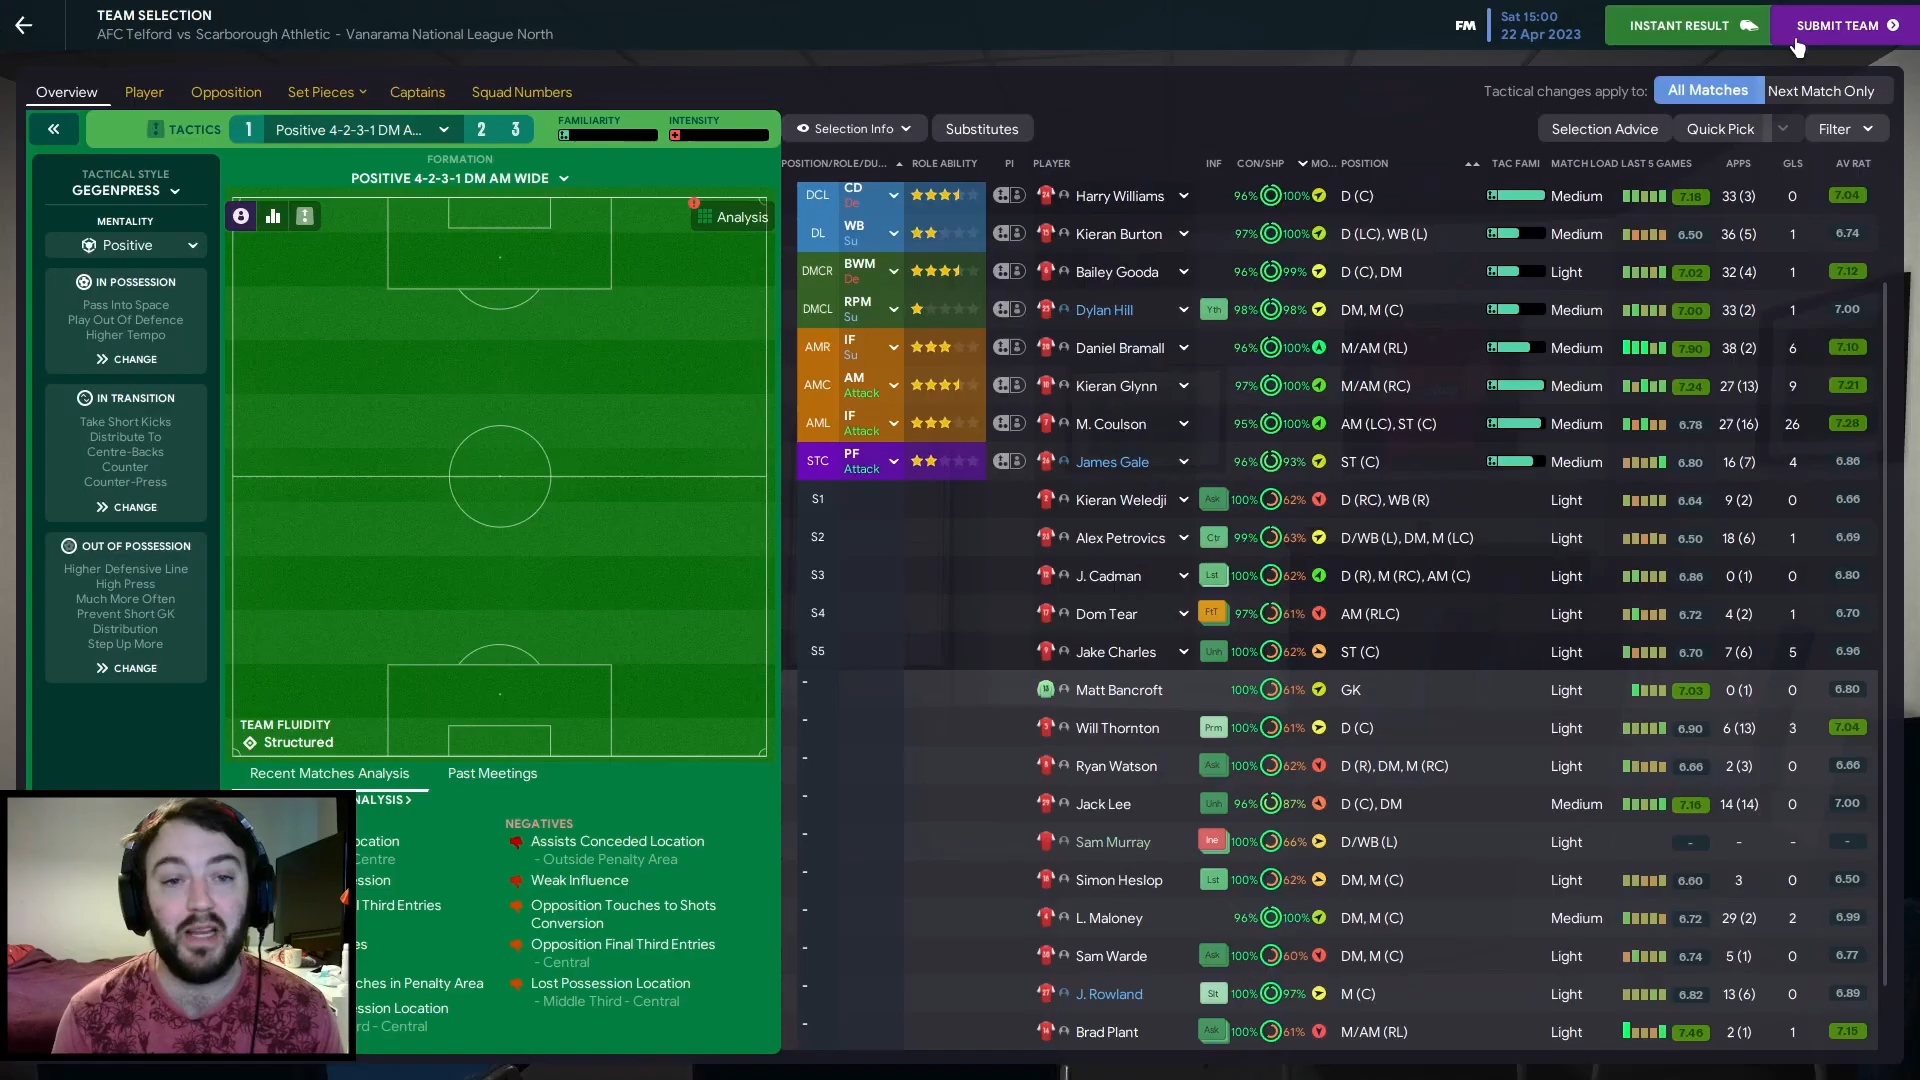 TEAM SELECTION
AFC Telford vs Scarborough Athletic - Vanarama National League North
FM
Sat 15:00
22 Apr 2023
INSTANT RESULT
SUBMIT TEAM
Overview
Player
Opposition
Set Pieces
Captains
Squad Numbers
Tactical changes apply to:
All Matches
Next Match Only
TACTICS
1
Positive 4-2-3-1 DM A...
2
3
FAMILIARITY
INTENSITY
Selection Info
Substitutes
Selection Advice
Quick Pick
Filter
TACTICAL STYLE
GEGENPRESS
MENTALITY
Positive
IN POSSESSION
Pass Into Space
Play Out Of Defence
Higher Tempo
CHANGE
IN TRANSITION
Take Short Kicks
Distribute To
Centre-Backs
Counter
Counter-Press
CHANGE
OUT OF POSSESSION
Higher Defensive Line
High Press
Much More Often
Prevent Short GK
Distribution
Step Up More
CHANGE
FORMATION
POSITIVE 4-2-3-1 DM AM WIDE
Analysis
TEAM FLUIDITY
Structured
Recent Matches Analysis
Past Meetings
NALYSIS>
ocation
Centre
ssion
l Third Entries
es
ches in Penalty Area
ession Location
rd - Central
NEGATIVES
Assists Conceded Location
- Outside Penalty Area
Weak Influence
Opposition Touches to Shots
Conversion
Opposition Final Third Entries
- Central
Lost Possession Location
- Middle Third - Central
POSITION/ROLE/DU... ROLE ABILITY PI PLAYER INF CON/SHP MO... POSITION TAC FAMI MATCH LOAD LAST 5 GAMES APPS GLS AV RAT
DCL CD De Harry Williams 96% 100% D (C) Medium 7.18 33 (3) 0 7.04
DL WB Su Kieran Burton 97% 100% D (LC), WB (L) Medium 6.50 36 (5) 1 6.74
DMCR BWM De Bailey Gooda 96% 99% D (C), DM Light 7.02 32 (4) 1 7.12
DMCL RPM Su Dylan Hill Yth 98% 98% DM, M (C) Medium 7.00 33 (2) 1 7.00
AMR IF Su Daniel Bramall 96% 100% M/AM (RL) Medium 7.90 38 (2) 6 7.10
AMC AM Attack Kieran Glynn 97% 100% M/AM (RC) Medium 7.24 27 (13) 9 7.21
AML IF Attack M. Coulson 95% 100% AM (LC), ST (C) Medium 6.78 27 (16) 26 7.28
STC PF Attack James Gale 96% 93% ST (C) Medium 6.80 16 (7) 4 6.86
S1 Kieran Weledji Ask 100% 62% D (RC), WB (R) Light 6.64 9 (2) 0 6.66
S2 Alex Petrovics Ctr 99% 63% D/WB (L), DM, M (LC) Light 6.50 18 (6) 1 6.69
S3 J. Cadman Lst 100% 62% D (R), M (RC), AM (C) Light 6.86 0 (1) 0 6.80
S4 Dom Tear FtT 97% 61% AM (RLC) Light 6.72 4 (2) 1 6.70
S5 Jake Charles Unh 100% 62% ST (C) Light 6.70 7 (6) 5 6.96
- Matt Bancroft 100% 61% GK Light 7.03 0 (1) 0 6.80
- Will Thornton Prm 100% 61% D (C) Light 6.90 6 (13) 3 7.04
- Ryan Watson Ask 100% 62% D (R), DM, M (RC) Light 6.66 2 (3) 0 6.66
- Jack Lee Unh 96% 87% D (C), DM Medium 7.16 14 (14) 0 7.00
- Sam Murray Ine 100% 66% D/WB (L) Light - - - -
- Simon Heslop Lst 100% 62% DM, M (C) Light 6.60 3 0 6.50
- L. Maloney 96% 100% DM, M (C) Medium 6.72 29 (2) 2 6.99
- Sam Warde Ask 100% 60% DM, M (C) Light 6.74 5 (1) 0 6.77
- J. Rowland Slt 100% 97% M (C) Light 6.82 13 (6) 0 6.89
- Brad Plant Ask 100% 61% M/AM (RL) Light 7.46 2 (1) 1 7.15